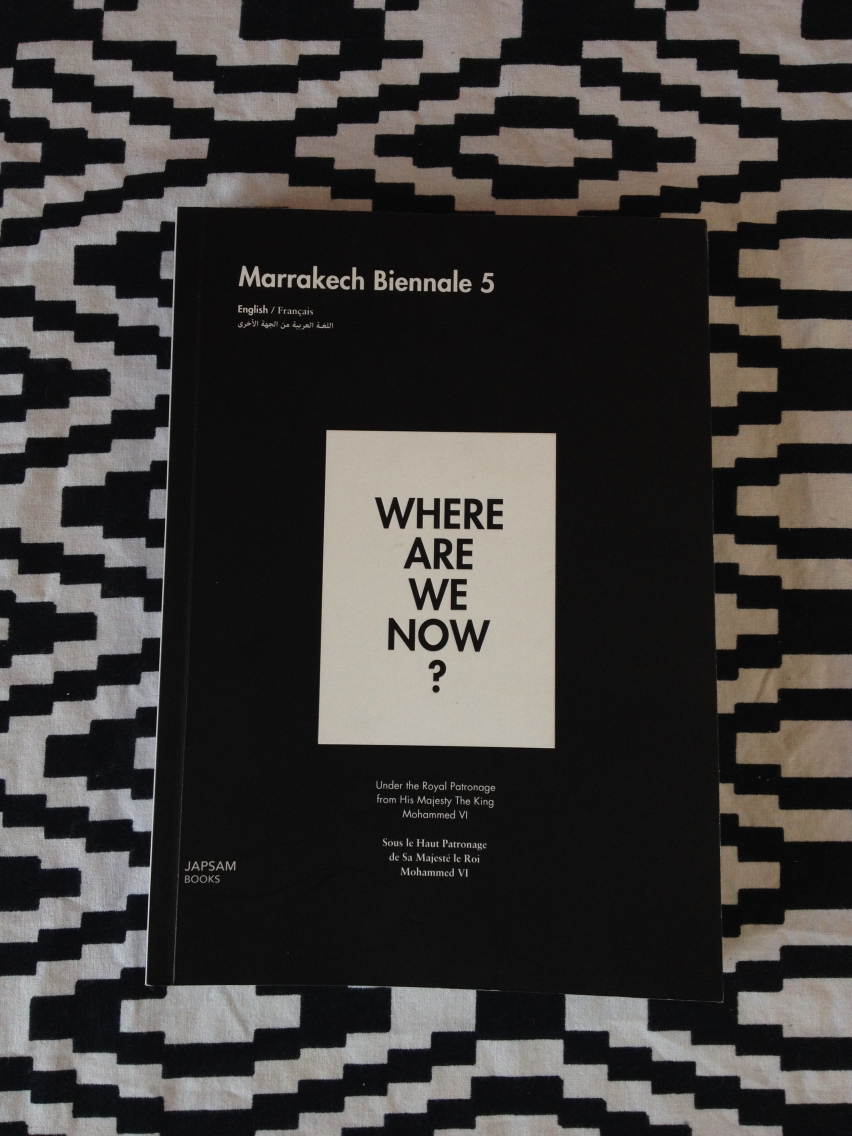 Marrakech Biennale 5
English / Français
اللغة العربية من الجهة الأخرى
WHERE
ARE
WE
NOW
?
Under the Royal Patronage
from His Majesty The King
Mohammed VI
Sous le Haut Patronage
de Sa Majesté le Roi
Mohammed VI
JAPSAM
BOOKS